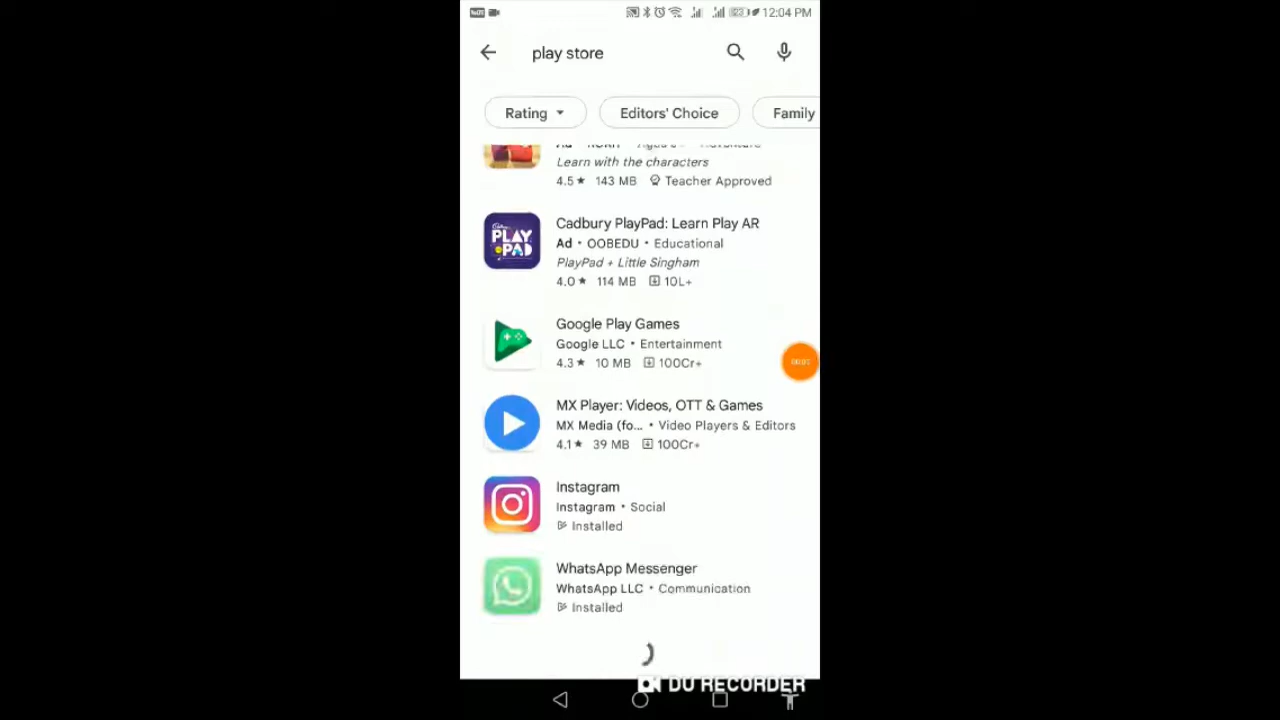 12:04 PM
play store
Rating
Editors' Choice
Family
Ad
Learn with the characters
4.5★ 143 MB Teacher Approved
PLAY PAD
Cadbury PlayPad: Learn Play AR
Ad • OOBEDU • Educational
PlayPad + Little Singham
4.0★ 114 MB 10L+
Google Play Games
Google LLC • Entertainment
4.3★ 10 MB 100Cr+
MX Player: Videos, OTT & Games
MX Media (fo... • Video Players & Editors
4.1★ 39 MB 100Cr+
Instagram
Instagram • Social
Installed
WhatsApp Messenger
WhatsApp LLC • Communication
Installed
DU RECORDER